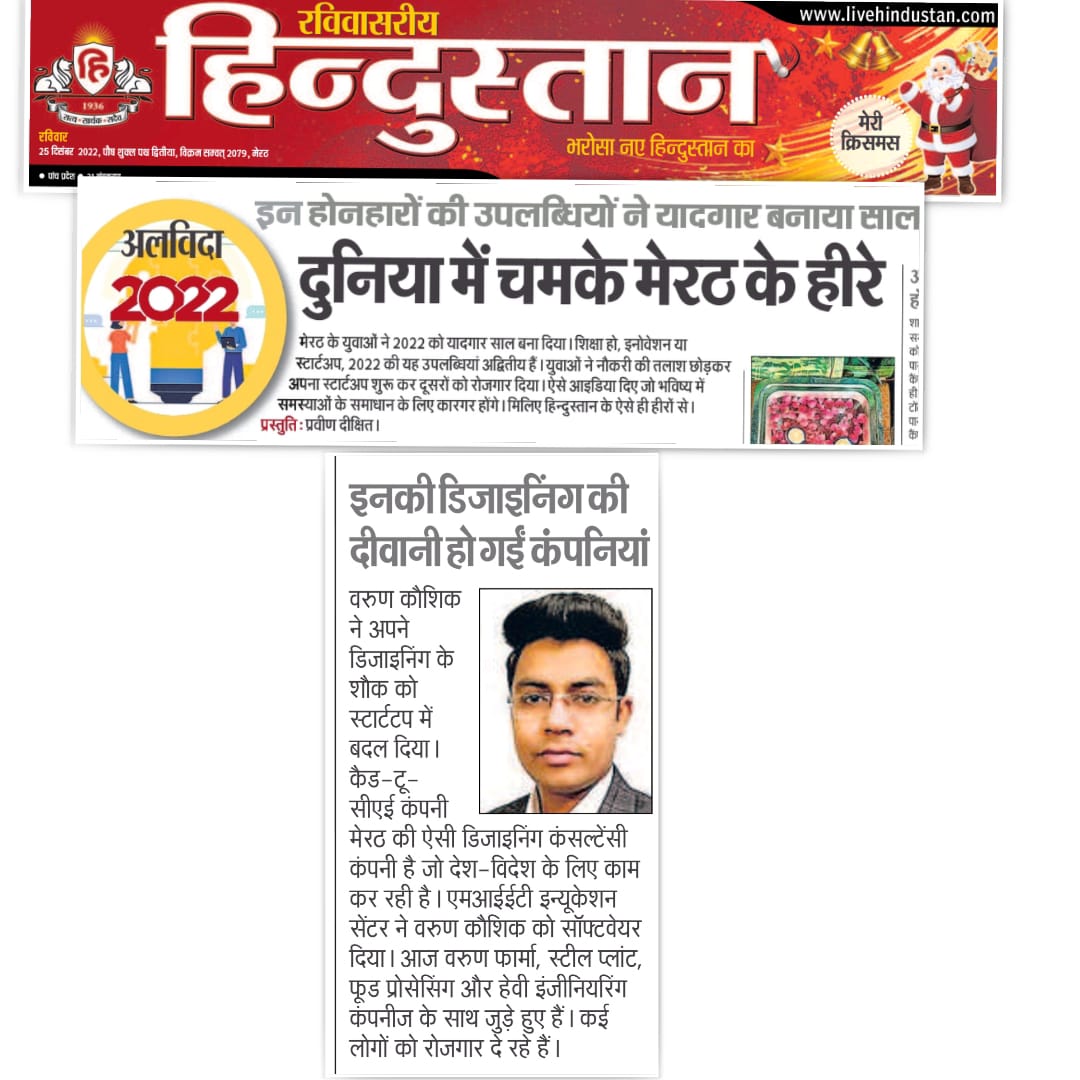 www.livehindustan.com
रविवासरीय
हिन्दुस्तान
हि
1936
सत्य • सार्थक • सदैव
भरोसा नए हिन्दुस्तान का
मेरी
क्रिसमस
रविवार
25 दिसंबर 2022, पौष शुक्ल पक्ष द्वितीया, विक्रम सम्वत् 2079, मेरठ
• पांच प्रदेश •
इन होनहारों की उपलब्धियों ने यादगार बनाया साल
अलविदा
2022
दुनिया में चमके मेरठ के हीरे
मेरठ के युवाओं ने 2022 को यादगार साल बना दिया। शिक्षा हो, इनोवेशन या
स्टार्टअप, 2022 की यह उपलब्धियां अद्वितीय हैं। युवाओं ने नौकरी की तलाश छोड़कर
अपना स्टार्टअप शुरू कर दूसरों को रोजगार दिया। ऐसे आइडिया दिए जो भविष्य में
समस्याओं के समाधान के लिए कारगर होंगे। मिलिए हिन्दुस्तान के ऐसे ही हीरों से।
प्रस्तुति : प्रवीण दीक्षित।
इनकी डिजाइनिंग की
दीवानी हो गईं कंपनियां
वरुण कौशिक
ने अपने
डिजाइनिंग के
शौक को
स्टार्टटप में
बदल दिया।
कैड-टू-
सीएई कंपनी
मेरठ की ऐसी डिजाइनिंग कंसल्टेंसी
कंपनी है जो देश-विदेश के लिए काम
कर रही है। एमआईईटी इन्यूकेशन
सेंटर ने वरुण कौशिक को सॉफ्टवेयर
दिया। आज वरुण फार्मा, स्टील प्लांट,
फूड प्रोसेसिंग और हेवी इंजीनियरिंग
कंपनीज के साथ जुड़े हुए हैं। कई
लोगों को रोजगार दे रहे हैं।